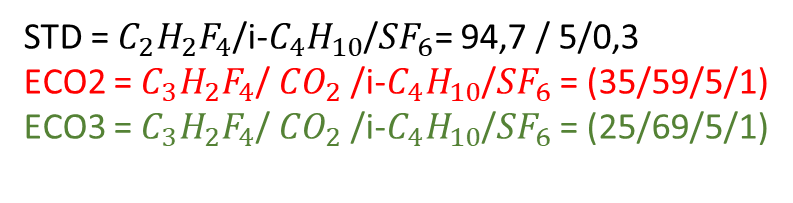 STD = C₂H₂F₄/i-C₄H₁₀/SF₆= 94,7 / 5/0,3
ECO2 = C₃H₂F₄/ CO₂ /i-C₄H₁₀/SF₆ = (35/59/5/1)
ECO3 = C₃H₂F₄/ CO₂ /i-C₄H₁₀/SF₆ = (25/69/5/1)